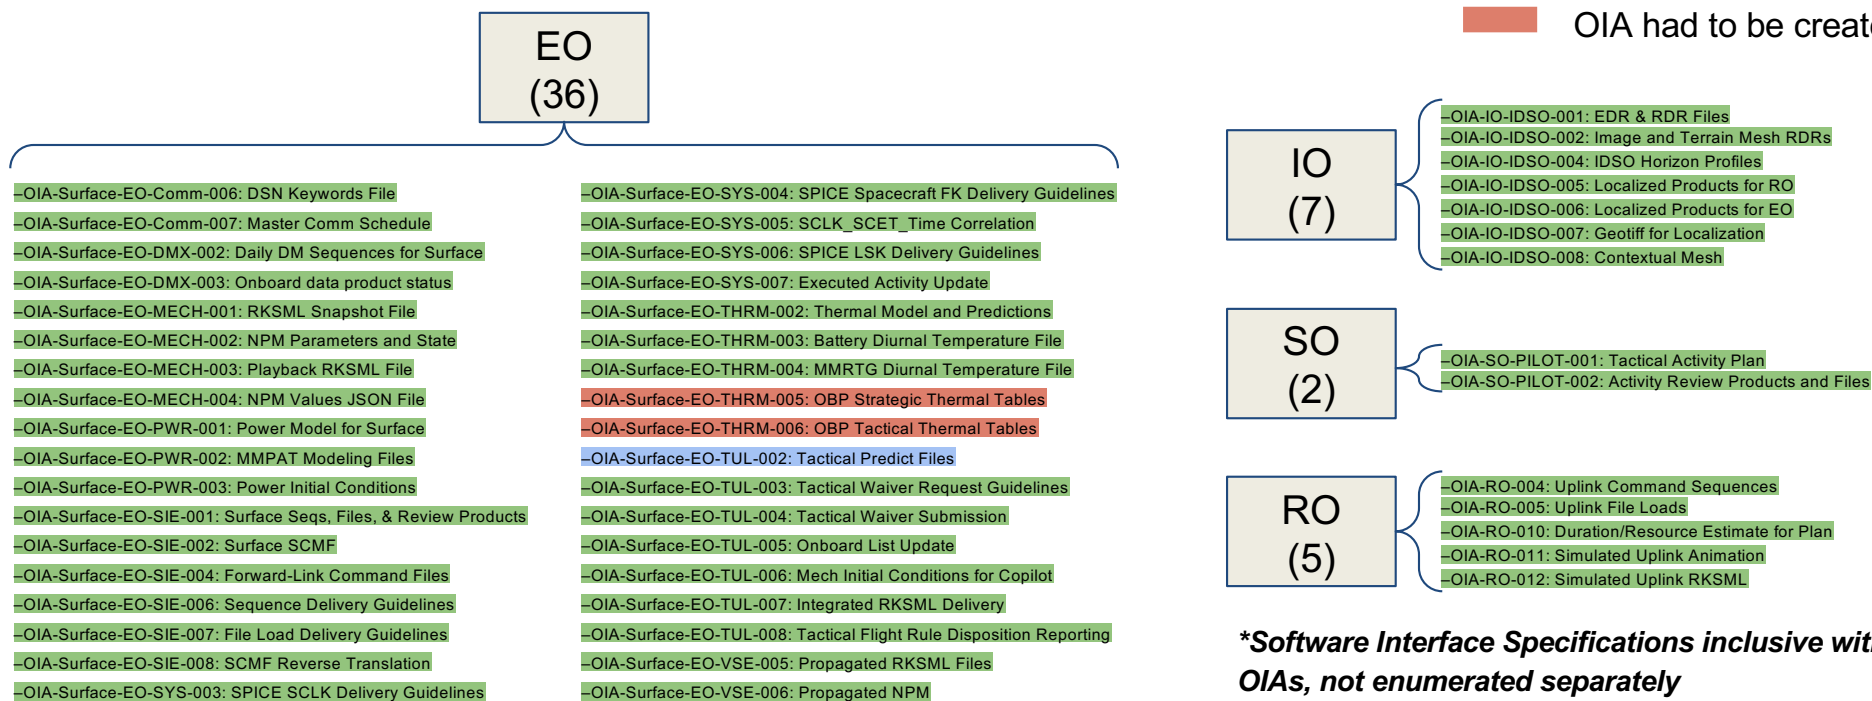 OIA had to be create
EO
(36)
–OIA-Surface-EO-Comm-006: DSN Keywords File
–OIA-Surface-EO-Comm-007: Master Comm Schedule
–OIA-Surface-EO-DMX-002: Daily DM Sequences for Surface
–OIA-Surface-EO-DMX-003: Onboard data product status
–OIA-Surface-EO-MECH-001: RKSML Snapshot File
–OIA-Surface-EO-MECH-002: NPM Parameters and State
–OIA-Surface-EO-MECH-003: Playback RKSML File
–OIA-Surface-EO-MECH-004: NPM Values JSON File
–OIA-Surface-EO-PWR-001: Power Model for Surface
–OIA-Surface-EO-PWR-002: MMPAT Modeling Files
–OIA-Surface-EO-PWR-003: Power Initial Conditions
–OIA-Surface-EO-SIE-001: Surface Seqs, Files, & Review Products
–OIA-Surface-EO-SIE-002: Surface SCMF
–OIA-Surface-EO-SIE-004: Forward-Link Command Files
–OIA-Surface-EO-SIE-006: Sequence Delivery Guidelines
–OIA-Surface-EO-SIE-007: File Load Delivery Guidelines
–OIA-Surface-EO-SIE-008: SCMF Reverse Translation
–OIA-Surface-EO-SYS-003: SPICE SCLK Delivery Guidelines
–OIA-Surface-EO-SYS-004: SPICE Spacecraft FK Delivery Guidelines
–OIA-Surface-EO-SYS-005: SCLK_SCET_Time Correlation
–OIA-Surface-EO-SYS-006: SPICE LSK Delivery Guidelines
–OIA-Surface-EO-SYS-007: Executed Activity Update
–OIA-Surface-EO-THRM-002: Thermal Model and Predictions
–OIA-Surface-EO-THRM-003: Battery Diurnal Temperature File
–OIA-Surface-EO-THRM-004: MMRTG Diurnal Temperature File
–OIA-Surface-EO-THRM-005: OBP Strategic Thermal Tables
–OIA-Surface-EO-THRM-006: OBP Tactical Thermal Tables
–OIA-Surface-EO-TUL-002: Tactical Predict Files
–OIA-Surface-EO-TUL-003: Tactical Waiver Request Guidelines
–OIA-Surface-EO-TUL-004: Tactical Waiver Submission
–OIA-Surface-EO-TUL-005: Onboard List Update
–OIA-Surface-EO-TUL-006: Mech Initial Conditions for Copilot
–OIA-Surface-EO-TUL-007: Integrated RKSML Delivery
–OIA-Surface-EO-TUL-008: Tactical Flight Rule Disposition Reporting
–OIA-Surface-EO-VSE-005: Propagated RKSML Files
–OIA-Surface-EO-VSE-006: Propagated NPM
IO
(7)
–OIA-IO-IDSO-001: EDR & RDR Files
–OIA-IO-IDSO-002: Image and Terrain Mesh RDRs
–OIA-IO-IDSO-004: IDSO Horizon Profiles
–OIA-IO-IDSO-005: Localized Products for RO
–OIA-IO-IDSO-006: Localized Products for EO
–OIA-IO-IDSO-007: Geotiff for Localization
–OIA-IO-IDSO-008: Contextual Mesh
SO
(2)
–OIA-SO-PILOT-001: Tactical Activity Plan
–OIA-SO-PILOT-002: Activity Review Products and Files
RO
(5)
–OIA-RO-004: Uplink Command Sequences
–OIA-RO-005: Uplink File Loads
–OIA-RO-010: Duration/Resource Estimate for Plan
–OIA-RO-011: Simulated Uplink Animation
–OIA-RO-012: Simulated Uplink RKSML
*Software Interface Specifications inclusive wit
OIAs, not enumerated separately